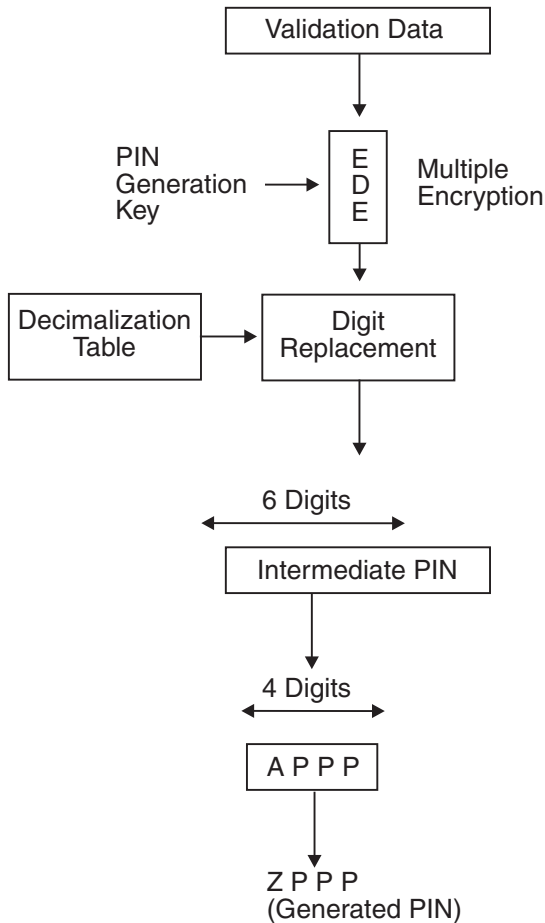 Validation Data
PIN
Generation
Key
E
D
E
Multiple
Encryption
Decimalization
Table
Digit
Replacement
6 Digits
Intermediate PIN
4 Digits
A P P P
Z P P P
(Generated PIN)